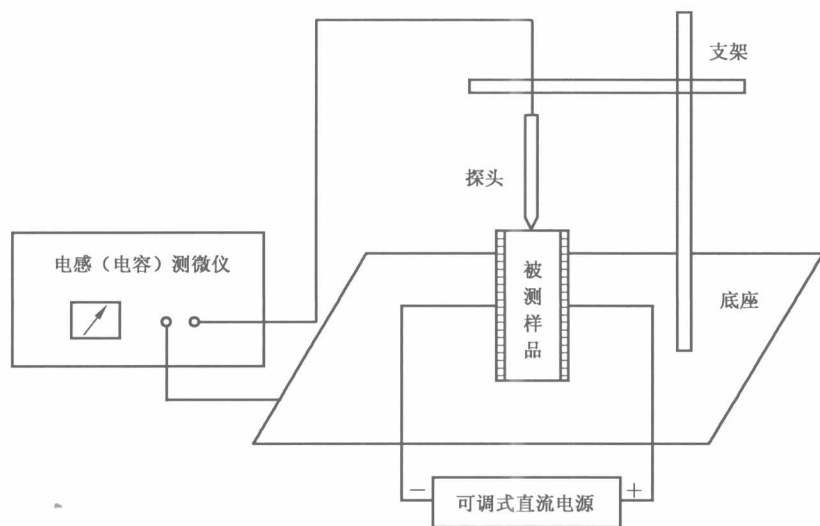 支架
探头
电感（电容）测微仪
被
测
样
品
底座
− 可调式直流电源 +